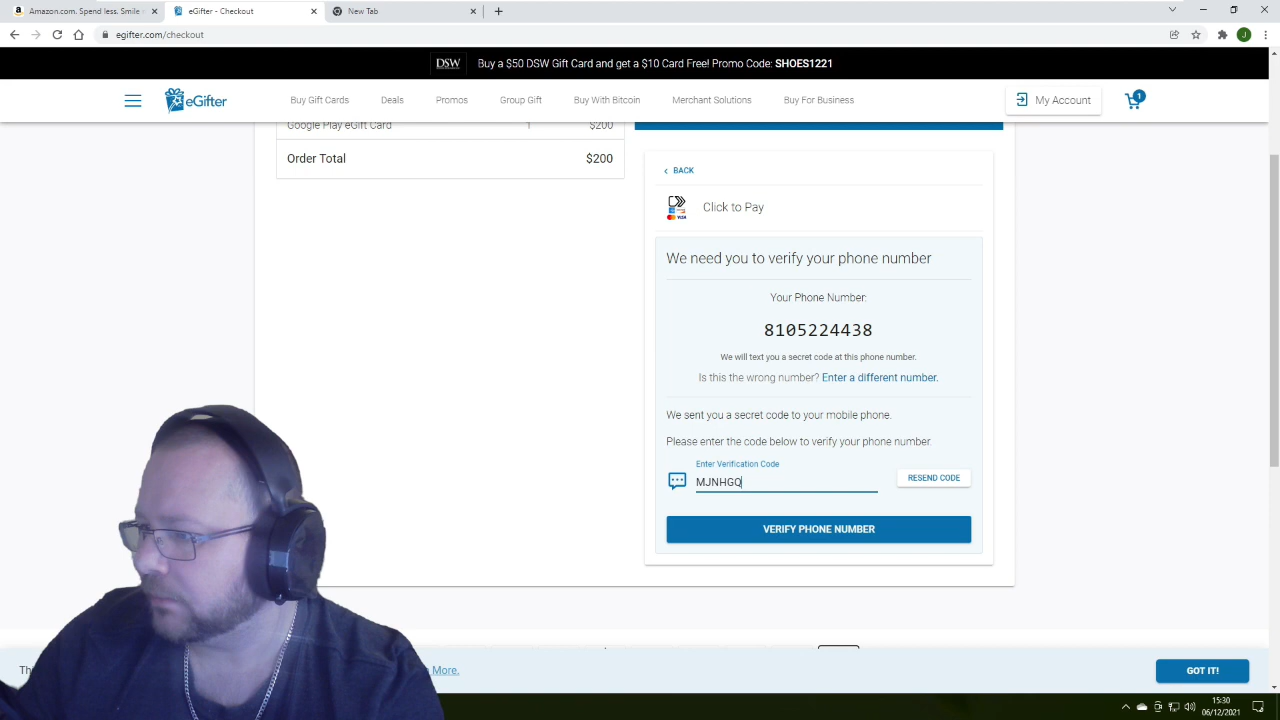 Amazon.com. Spend less. Smile
eGifter - Checkout
New Tab
egifter.com/checkout
J
DSW Buy a $50 DSW Gift Card and get a $10 Card Free! Promo Code: SHOES1221
eGifter
Buy Gift Cards
Deals
Promos
Group Gift
Buy With Bitcoin
Merchant Solutions
Buy For Business
My Account
1
Google Play eGift Card 1 $200
Order Total $200
BACK
Click to Pay
We need you to verify your phone number
Your Phone Number:
8105224438
We will text you a secret code at this phone number.
Is this the wrong number? Enter a different number.
We sent you a secret code to your mobile phone.
Please enter the code below to verify your phone number.
Enter Verification Code
MJNHGQ
RESEND CODE
VERIFY PHONE NUMBER
More.
GOT IT!
15:30
06/12/2021